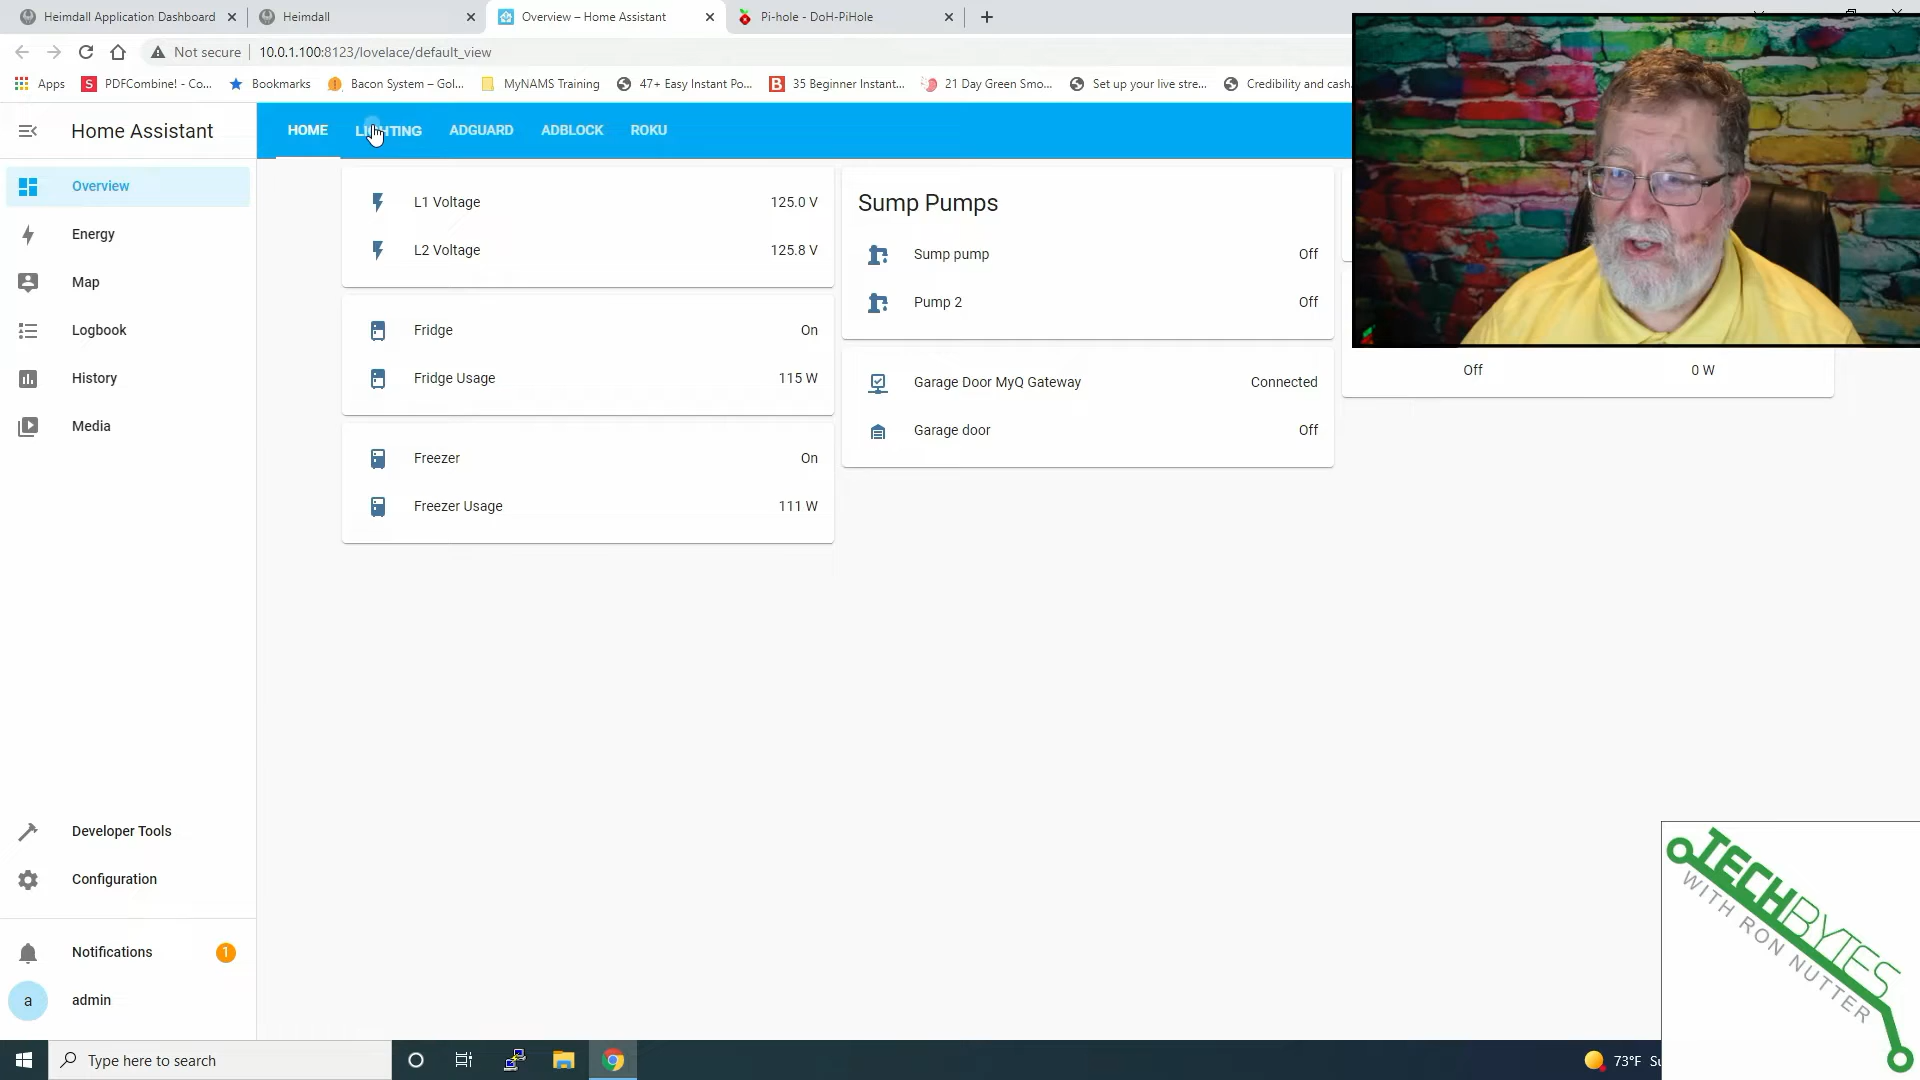 Heimdall Application Dashboard
Heimdall
Overview – Home Assistant
Pi-hole - DoH-PiHole
Not secure
10.0.1.100:8123/lovelace/default_view
Apps
PDFCombine! - Co...
Bookmarks
Bacon System – Gol...
MyNAMS Training
47+ Easy Instant Po...
35 Beginner Instant...
21 Day Green Smo...
Set up your live stre...
Credibility and cash
Home Assistant
HOME
LIGHTING
ADGUARD
ADBLOCK
ROKU
Overview
Energy
Map
Logbook
History
Media
L1 Voltage 125.0 V
L2 Voltage 125.8 V
Fridge On
Fridge Usage 115 W
Freezer On
Freezer Usage 111 W
Sump Pumps
Sump pump Off
Pump 2 Off
Garage Door MyQ Gateway Connected
Garage door Off
Off 0 W
Developer Tools
Configuration
Notifications 1
a admin
Type here to search
73°F
TECHBYTES
WITH RON NUTTER